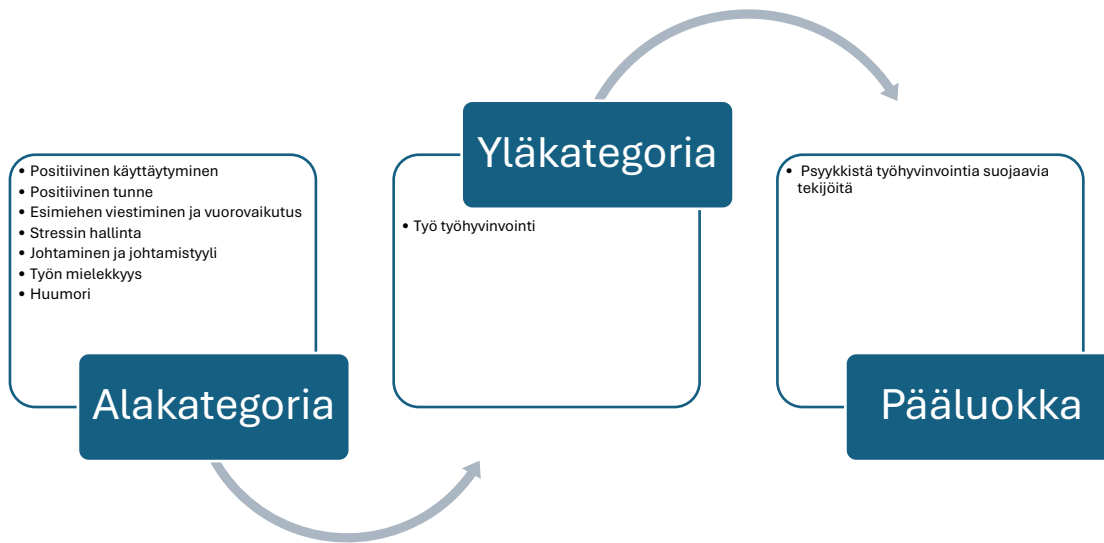 • Positiivinen käyttäytyminen
• Positiivinen tunne
• Esimiehen viestiminen ja vuorovaikutus
• Stressin hallinta
• Johtaminen ja johtamistyyli
• Työn mielekkyys
• Huumori
Alakategoria
Yläkategoria
• Työ työhyvinvointi
• Psyykkistä työhyvinvointia suojaavia
tekijöitä
Pääluokka